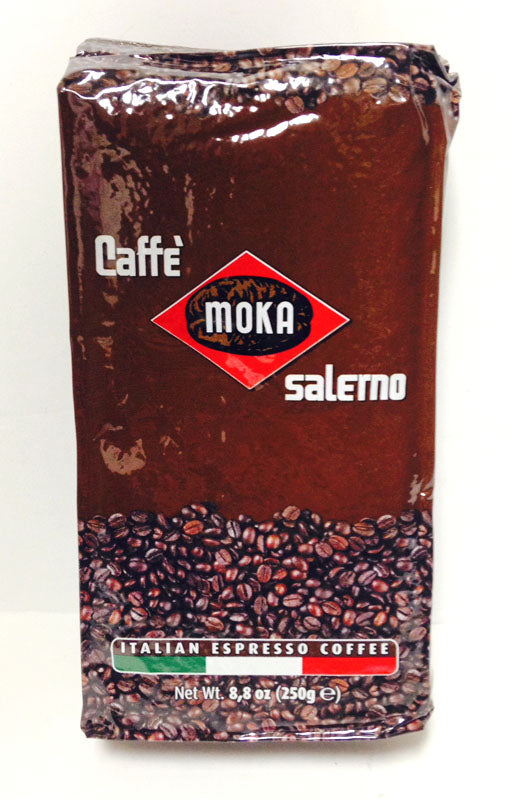 Caffè
MOKA
salerno
ITALIAN ESPRESSO COFFEE
Net Wt. 8,8 oz (250g ℮)